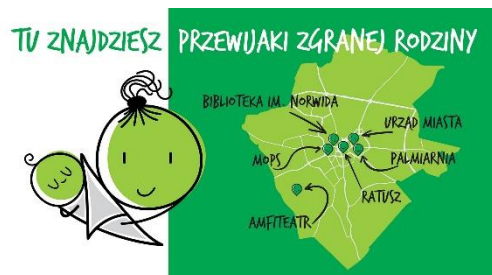 TU ZNAJDZIESZ PRZEWIJAKI ZGRANEJ RODZINY
BIBLIOTEKA IM. NORWIDA
URZĄD MIASTA
MOPS
PALMIARNIA
RATUSZ
AMFITEATR